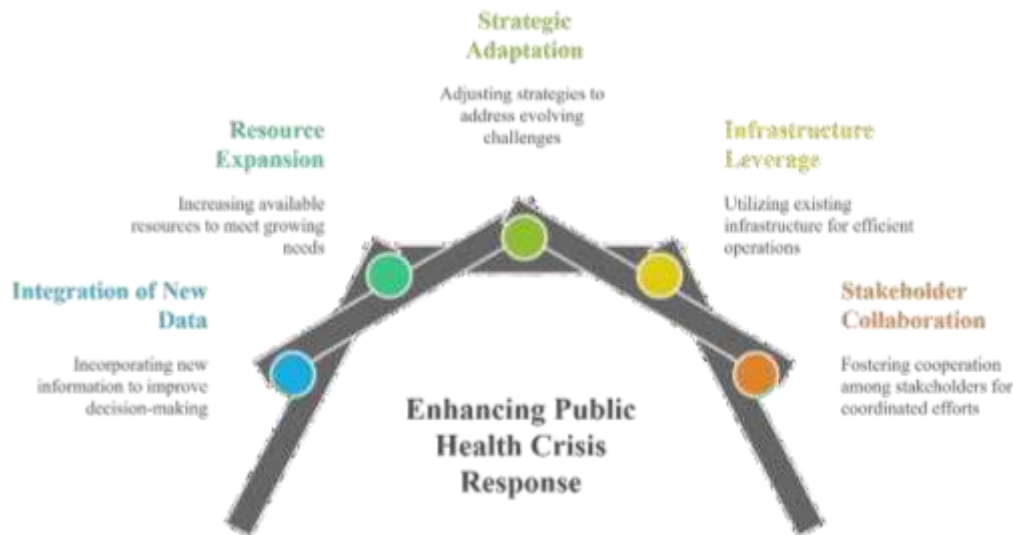 Strategic
Adaptation
Adjusting strategies to
address evolving
challenges
Resource
Expansion
Increasing available
resources to meet growing
needs
Infrastructure
Leverage
Utilizing existing
infrastructure for efficient
operations
Integration of New
Data
Incorporating new
information to improve
decision-making
Stakeholder
Collaboration
Fostering cooperation
among stakeholders for
coordinated efforts
Enhancing Public
Health Crisis
Response